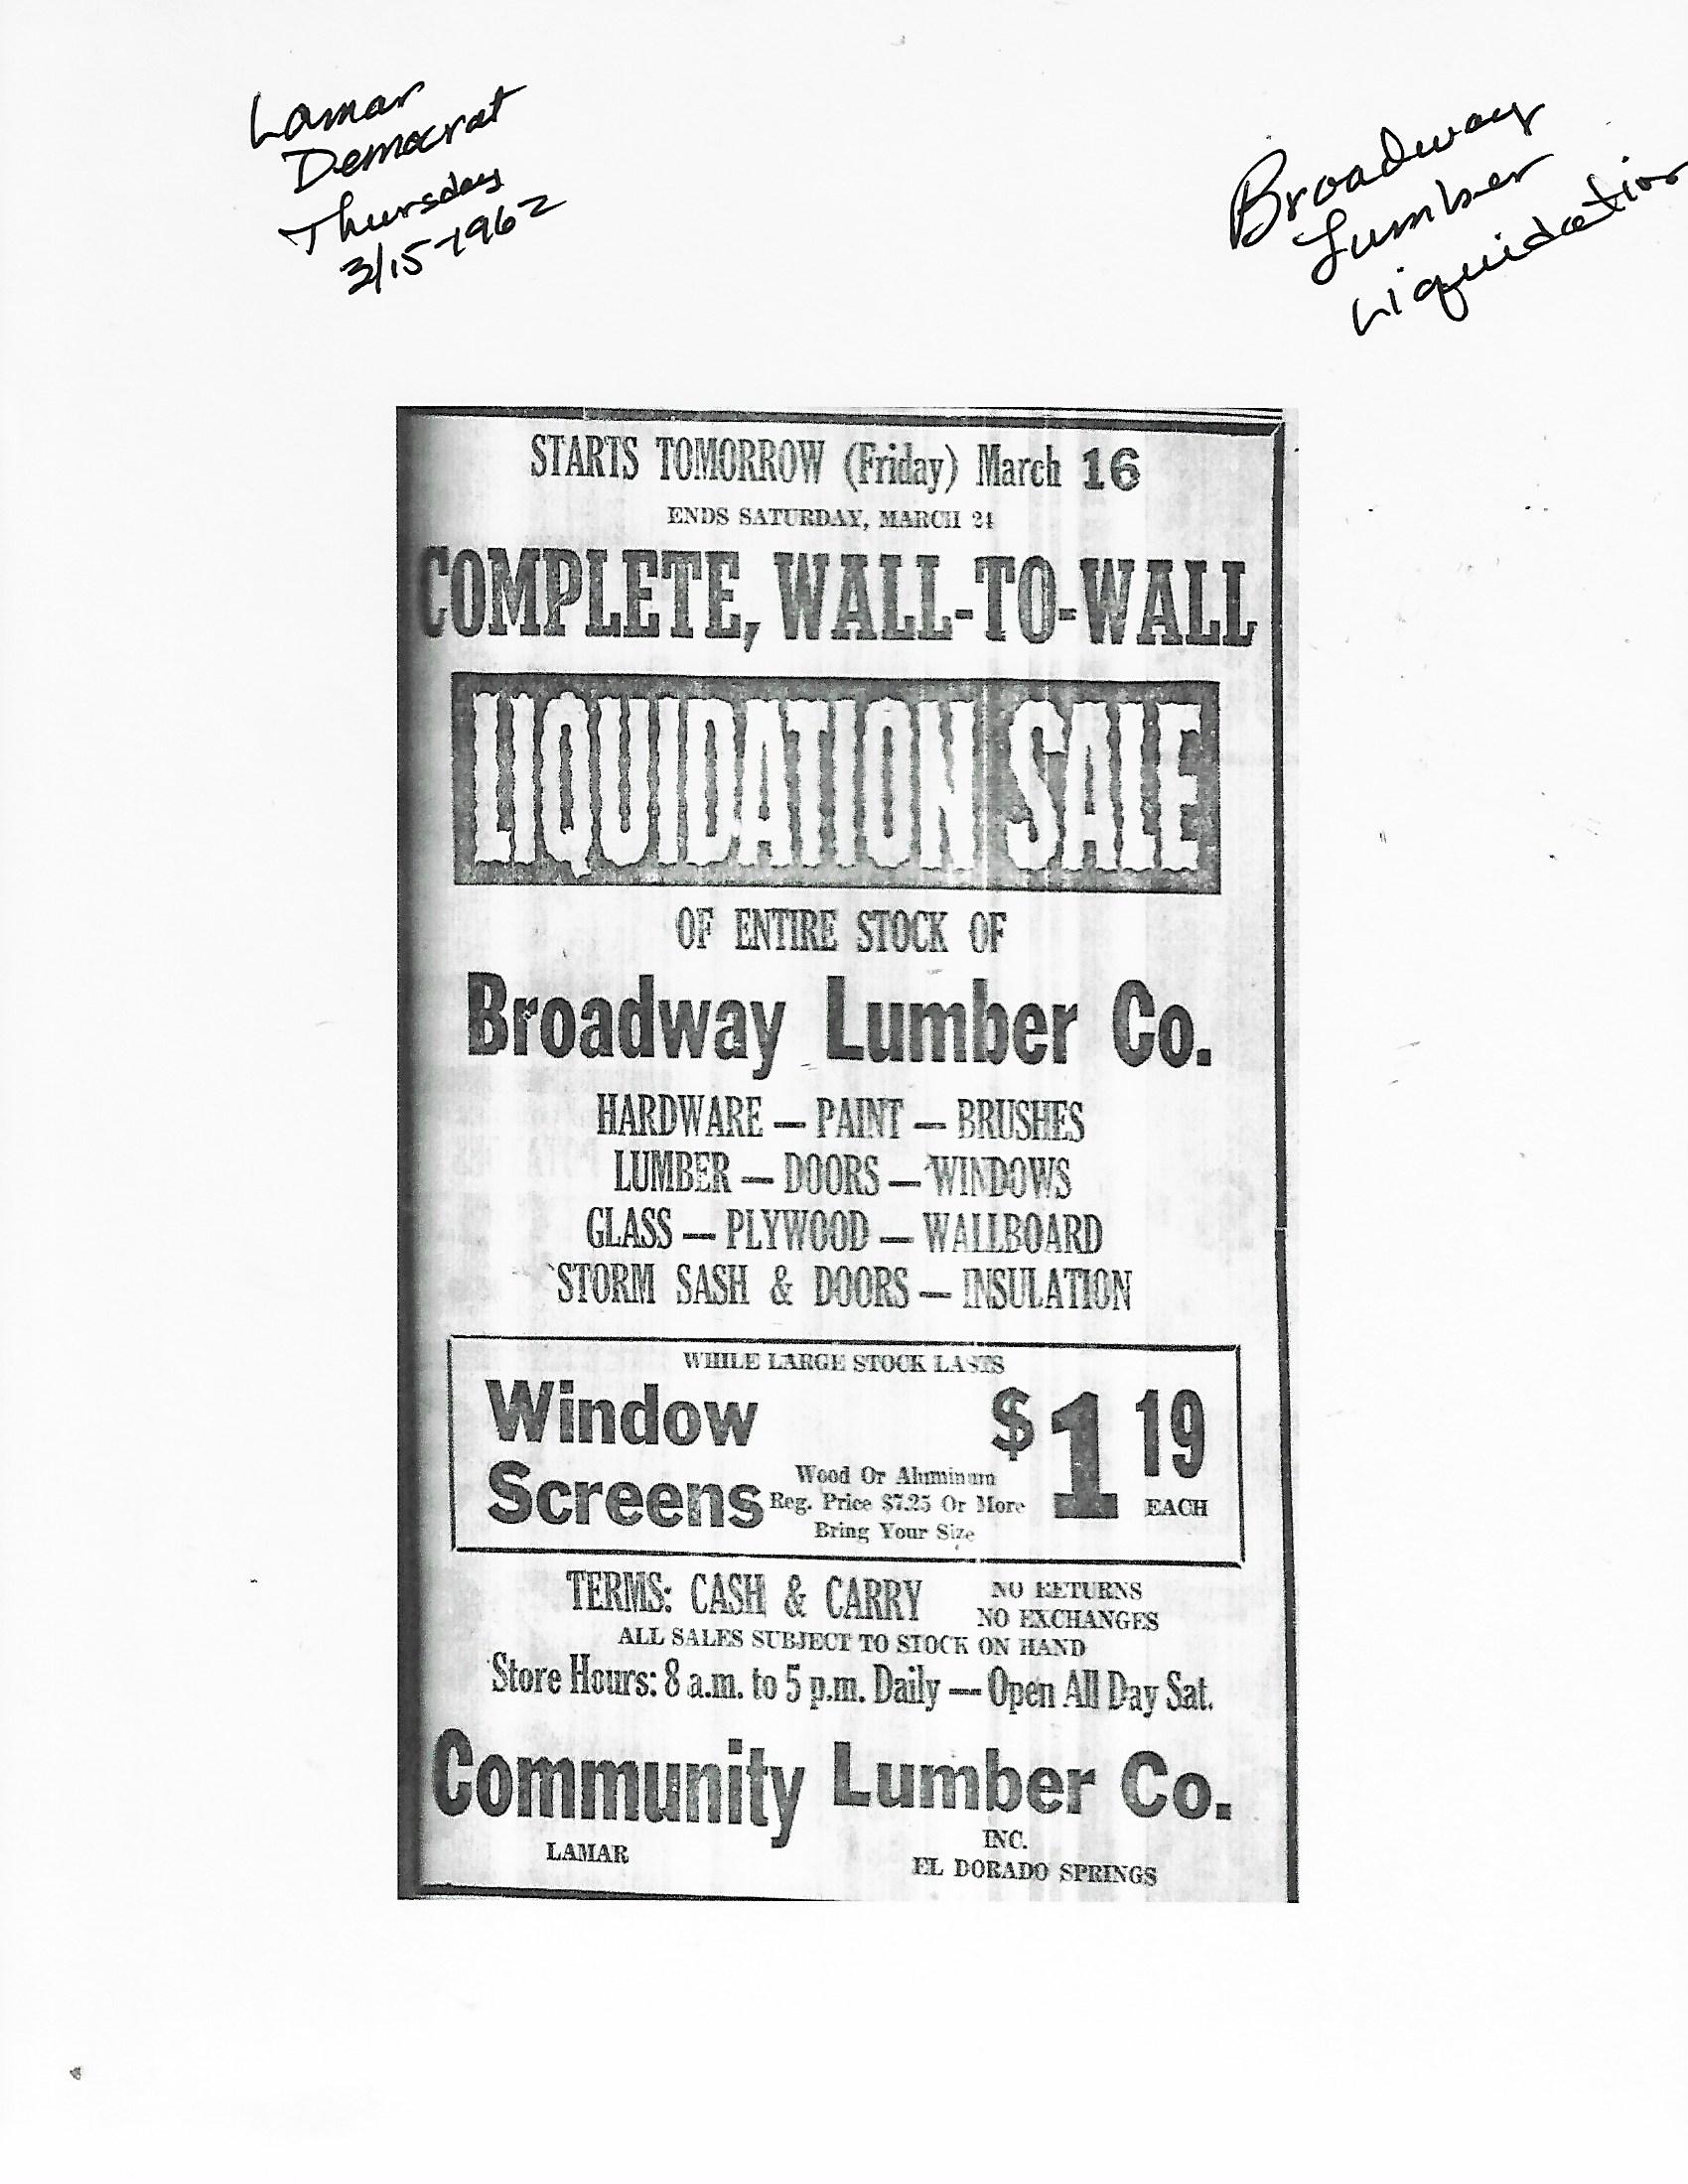 Lamar
Democrat
Thursday
3/15-1962
Broadway
Lumber
Liquidation
STARTS TOMORROW (Friday) March 16
ENDS SATURDAY, MARCH 24
COMPLETE, WALL-TO-WALL
LIQUIDATION SALE
OF ENTIRE STOCK OF
Broadway Lumber Co.
HARDWARE — PAINT — BRUSHES
LUMBER — DOORS — WINDOWS
GLASS — PLYWOOD — WALLBOARD
STORM SASH & DOORS — INSULATION
WHILE LARGE STOCK LASTS
Window
Screens
Wood Or Aluminum
Reg. Price $7.25 Or More
Bring Your Size
$1 19
EACH
TERMS: CASH & CARRY
NO RETURNS
NO EXCHANGES
ALL SALES SUBJECT TO STOCK ON HAND
Store Hours: 8 a.m. to 5 p.m. Daily — Open All Day Sat.
Community Lumber Co.
INC.
LAMAR
EL DORADO SPRINGS